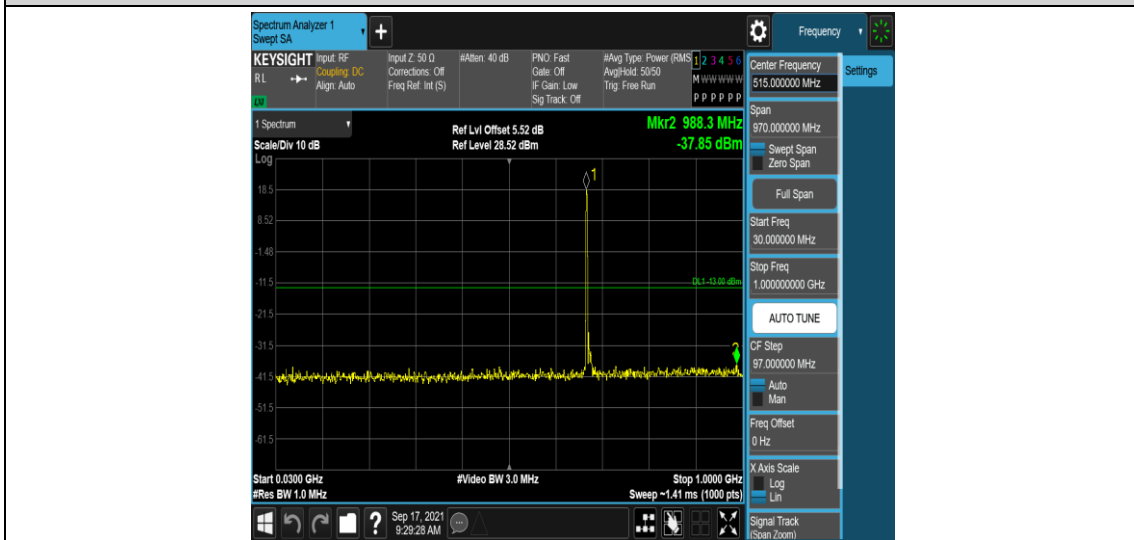 Spectrum Analyzer 1
Swept SA
+
Frequency
KEYSIGHT
RL
LXI
Input: RF
Coupling: DC
Align: Auto
Input Z: 50 Ω
Corrections: Off
Freq Ref: Int (S)
#Atten: 40 dB
PNO: Fast
Gate: Off
IF Gain: Low
Sig Track: Off
#Avg Type: Power (RMS
Avg|Hold: 50/50
Trig: Free Run
1 2 3 4 5 6
M W W W W W
P P P P P P
1 Spectrum
Scale/Div 10 dB
Log
Ref Lvl Offset 5.52 dB
Ref Level 28.52 dBm
Mkr2 988.3 MHz
-37.85 dBm
1
18.5
8.52
-1.48
-11.5
DL1 -13.00 dBm
-21.5
-31.5
2
-41.5
-51.5
-61.5
Start 0.0300 GHz
#Res BW 1.0 MHz
#Video BW 3.0 MHz
Stop 1.0000 GHz
Sweep ~1.41 ms (1000 pts)
?
Sep 17, 2021
9:29:28 AM
Center Frequency
515.000000 MHz
Settings
Span
970.000000 MHz
Swept Span
Zero Span
Full Span
Start Freq
30.000000 MHz
Stop Freq
1.000000000 GHz
AUTO TUNE
CF Step
97.000000 MHz
Auto
Man
Freq Offset
0 Hz
X Axis Scale
Log
Lin
Signal Track
(Span Zoom)